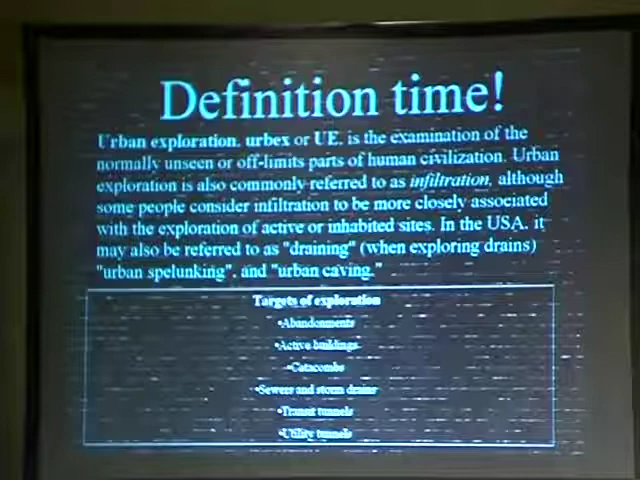 Definition time!
Urban exploration, urbex or UE, is the examination of the
normally unseen or off-limits parts of human civilization. Urban
exploration is also commonly referred to as infiltration, although
some people consider infiltration to be more closely associated
with the exploration of active or inhabited sites. In the USA, it
may also be referred to as "draining" (when exploring drains)
"urban spelunking", and "urban caving."
Targets of exploration
•Abandonments
•Active buildings
•Catacombs
•Sewers and storm drains
•Transit tunnels
•Utility tunnels